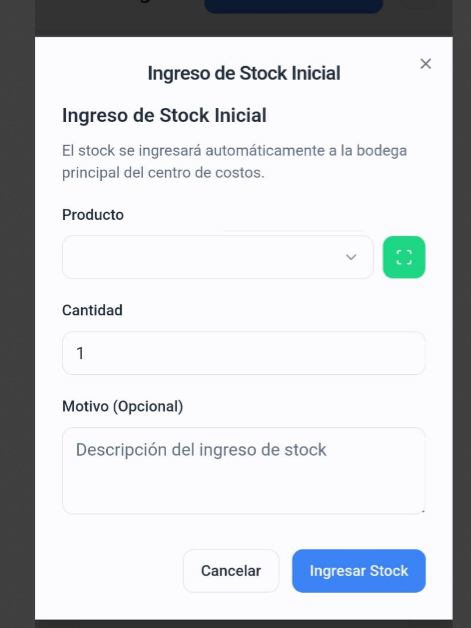 Ingreso de Stock Inicial
Ingreso de Stock Inicial
El stock se ingresará automáticamente a la bodega
principal del centro de costos.
Producto
Cantidad
1
Motivo (Opcional)
Descripción del ingreso de stock
Cancelar
Ingresar Stock